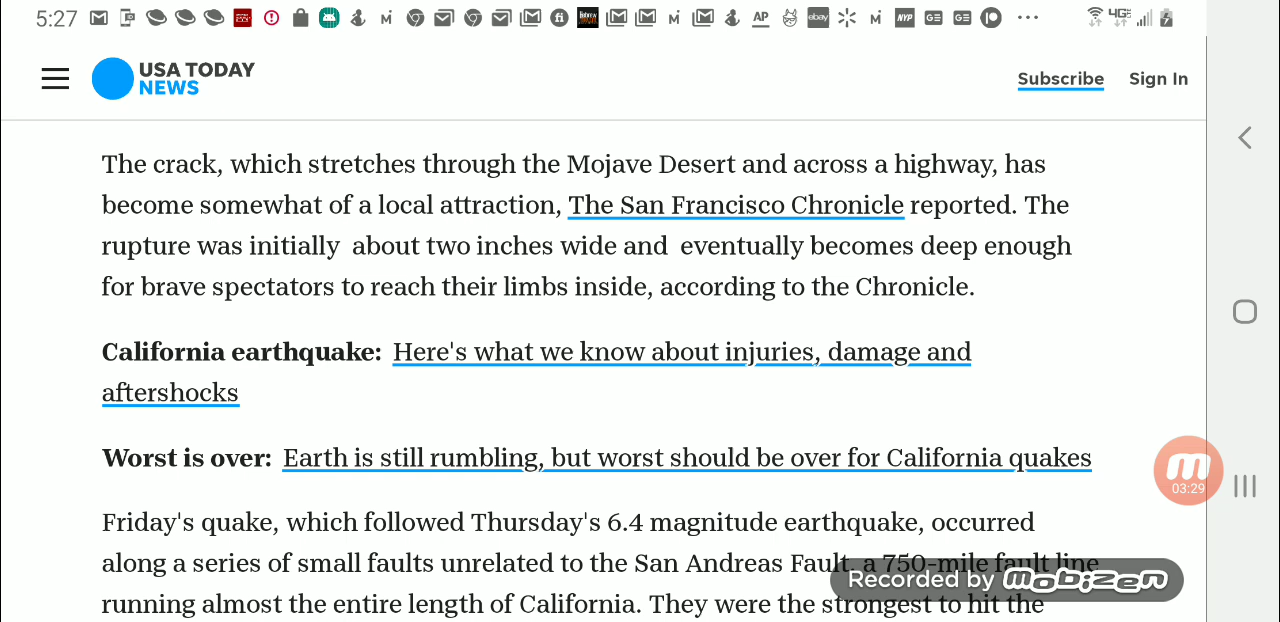 5:27 AP ebay NYP GE GE 4G
USA TODAY
NEWS
Subscribe Sign In
The crack, which stretches through the Mojave Desert and across a highway, has
become somewhat of a local attraction, The San Francisco Chronicle reported. The
rupture was initially about two inches wide and eventually becomes deep enough
for brave spectators to reach their limbs inside, according to the Chronicle.
California earthquake: Here's what we know about injuries, damage and
aftershocks
Worst is over: Earth is still rumbling, but worst should be over for California quakes
03:29
Friday's quake, which followed Thursday's 6.4 magnitude earthquake, occurred
along a series of small faults unrelated to the San Andreas Fault, a 750-mile fault line
Recorded by mobizen
running almost the entire length of California. They were the strongest to hit the